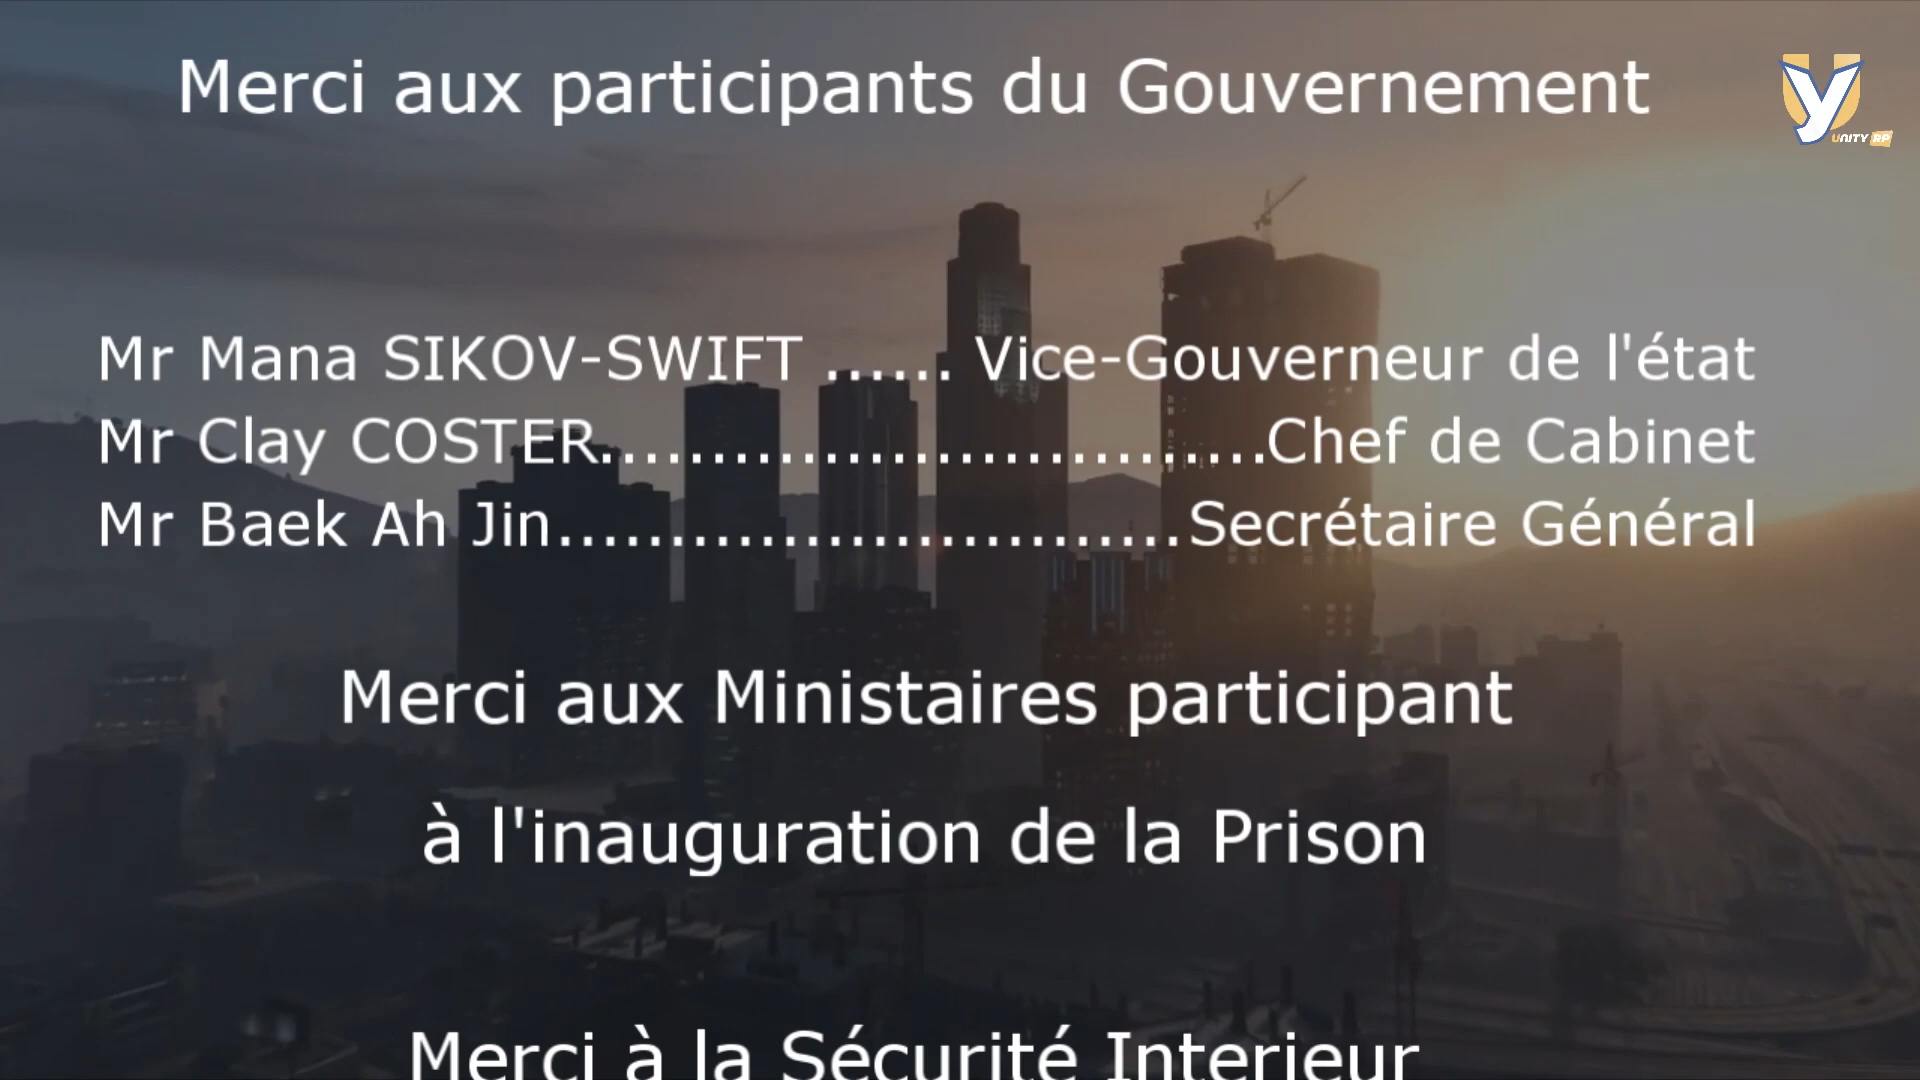 Merci aux participants du Gouvernement
UNITY RP
Mr Mana SIKOV-SWIFT ...... Vice-Gouverneur de l'état
Mr Clay COSTER..............................Chef de Cabinet
Mr Baek Ah Jin............................Secrétaire Général
Merci aux Ministaires participant
à l'inauguration de la Prison
Merci à la Sécurité Interieur